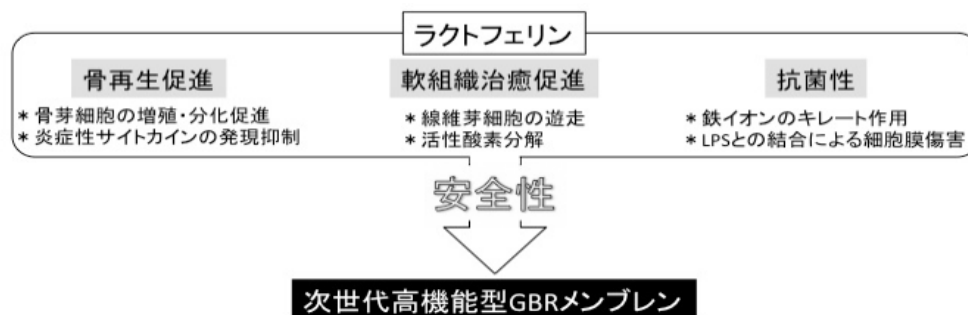 ラクトフェリン
骨再生促進
* 骨芽細胞の増殖・分化促進
* 炎症性サイトカインの発現抑制
軟組織治癒促進
* 線維芽細胞の遊走
* 活性酸素分解
抗菌性
* 鉄イオンのキレート作用
* LPSとの結合による細胞膜傷害
安全性
次世代高機能型GBRメンブレン